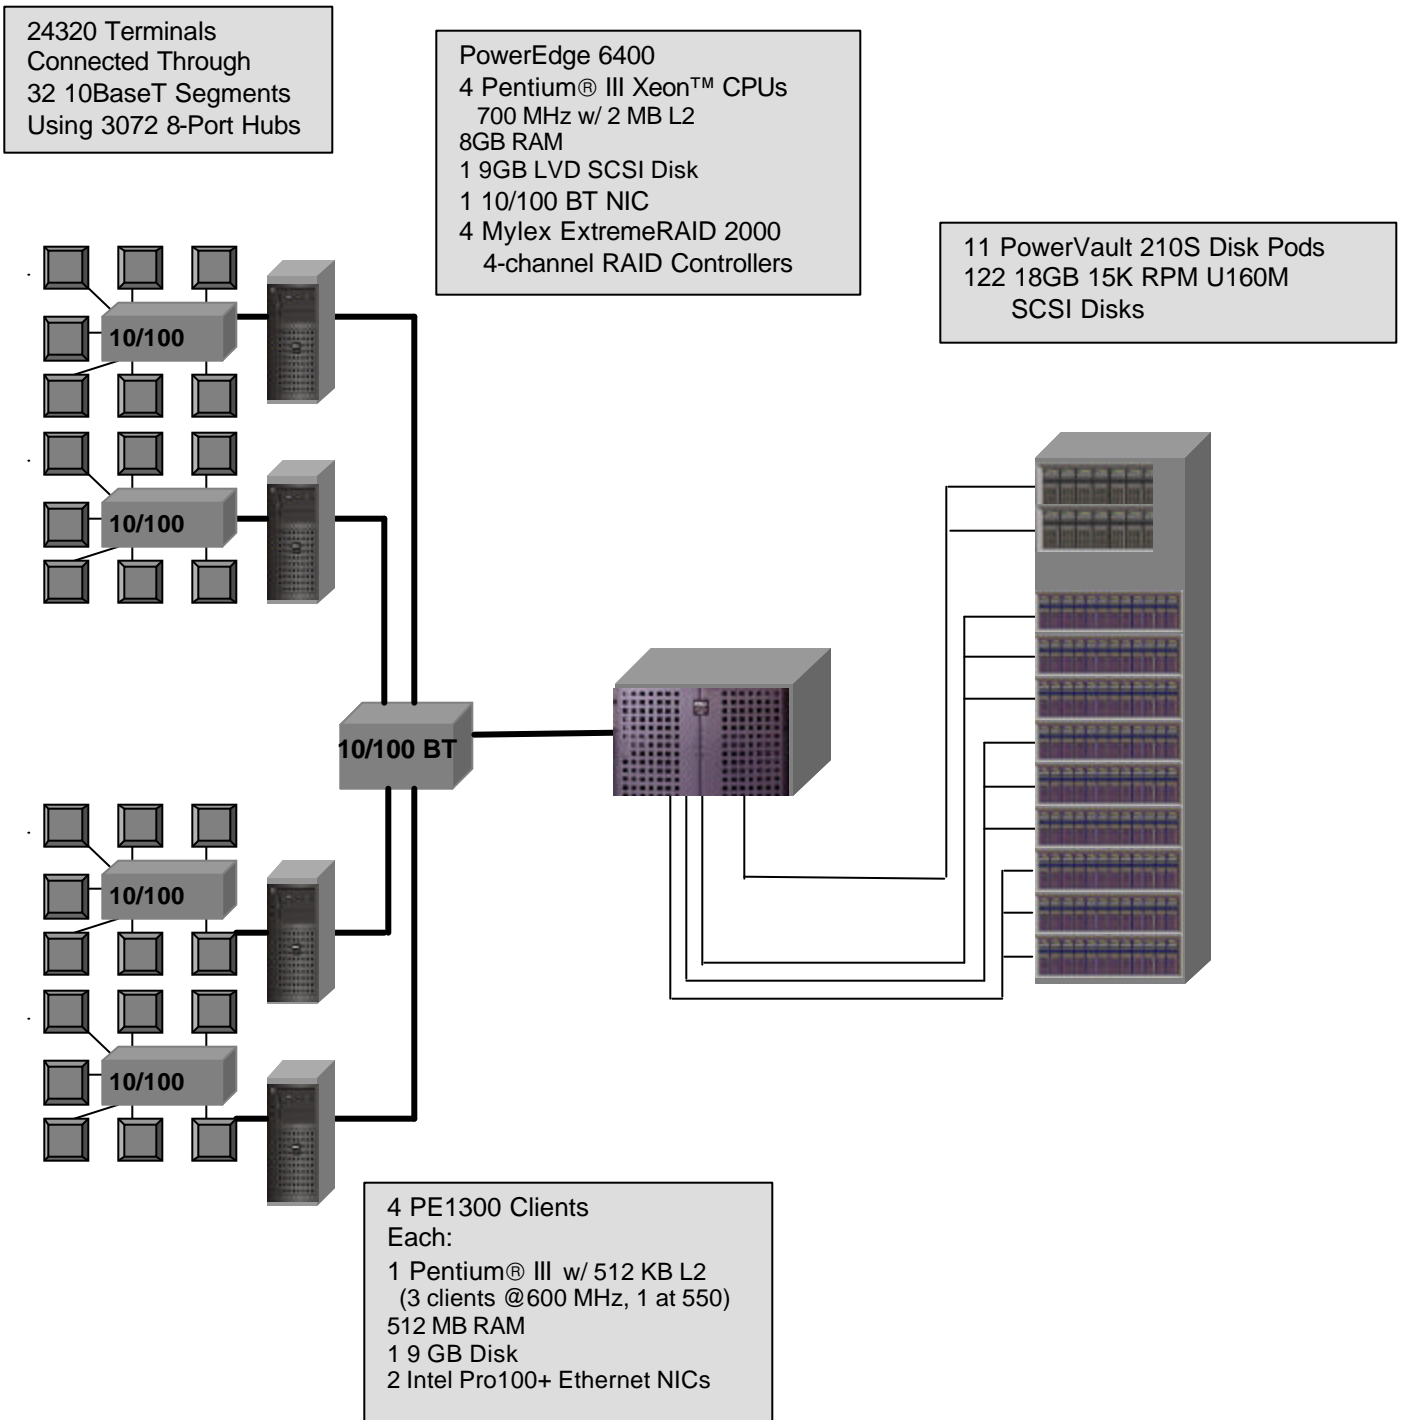 24320 Terminals
Connected Through
32 10BaseT Segments
Using 3072 8-Port Hubs
PowerEdge 6400
4 Pentium® III Xeon™ CPUs
700 MHz w/ 2 MB L2
8GB RAM
1 9GB LVD SCSI Disk
1 10/100 BT NIC
4 Mylex ExtremeRAID 2000
4-channel RAID Controllers
11 PowerVault 210S Disk Pods
122 18GB 15K RPM U160M
SCSI Disks
10/100
10/100
10/100 BT
10/100
10/100
4 PE1300 Clients
Each:
1 Pentium® III w/ 512 KB L2
(3 clients @600 MHz, 1 at 550)
512 MB RAM
1 9 GB Disk
2 Intel Pro100+ Ethernet NICs